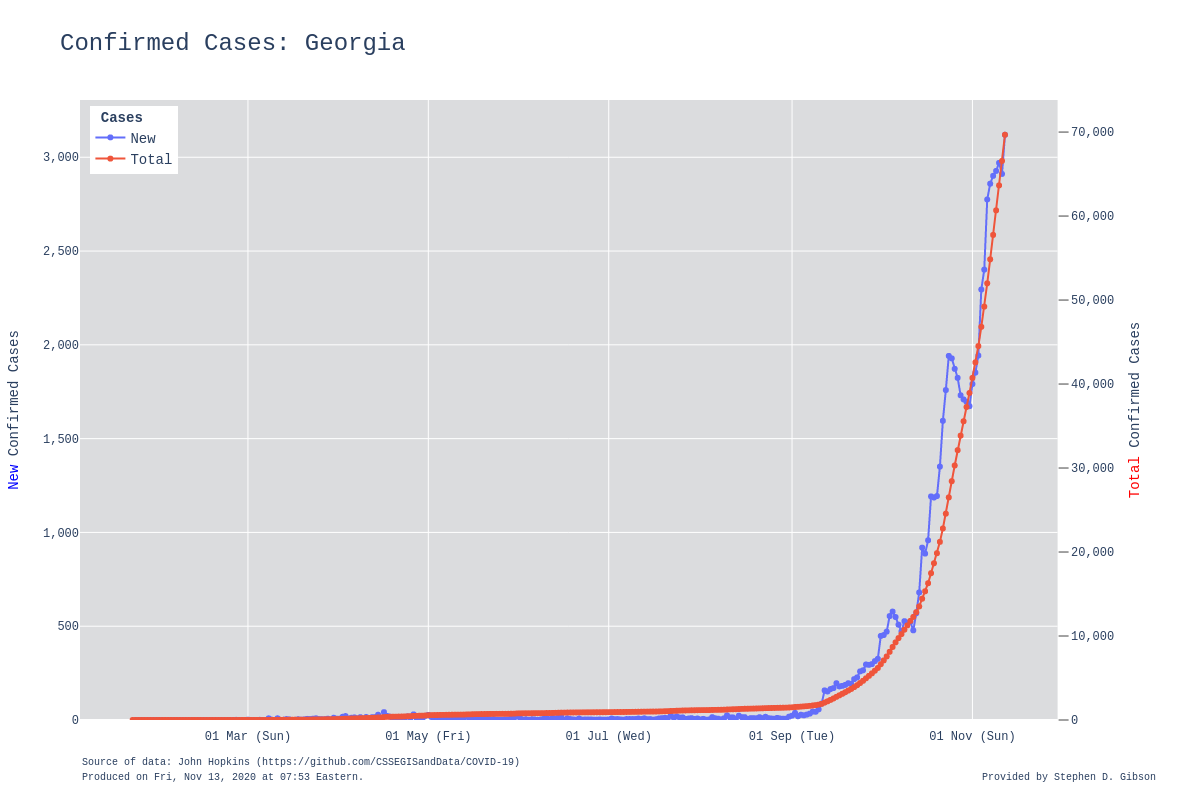 Confirmed Cases: Georgia
Cases
New
Total
3,000
2,500
2,000
1,500
1,000
500
0
New Confirmed Cases
70,000
60,000
50,000
40,000
30,000
20,000
10,000
0
Total Confirmed Cases
01 Mar (Sun)
01 May (Fri)
01 Jul (Wed)
01 Sep (Tue)
01 Nov (Sun)
Source of data: John Hopkins (https://github.com/CSSEGISandData/COVID-19)
Produced on Fri, Nov 13, 2020 at 07:53 Eastern.
Provided by Stephen D. Gibson